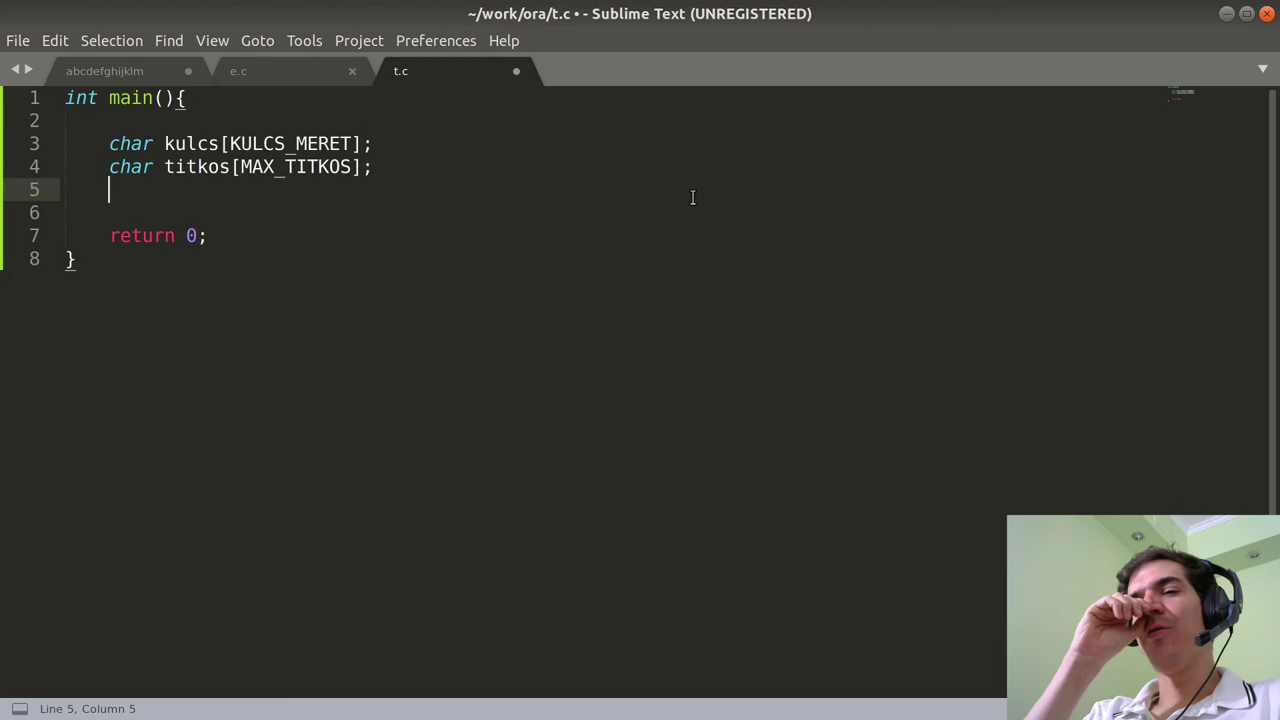 ~/work/ora/t.c • - Sublime Text (UNREGISTERED)
File Edit Selection Find View Goto Tools Project Preferences Help
abcdefghijklm e.c t.c
1 int main(){
2
3 char kulcs[KULCS_MERET];
4 char titkos[MAX_TITKOS];
5
6
7 return 0;
8 }
Line 5, Column 5